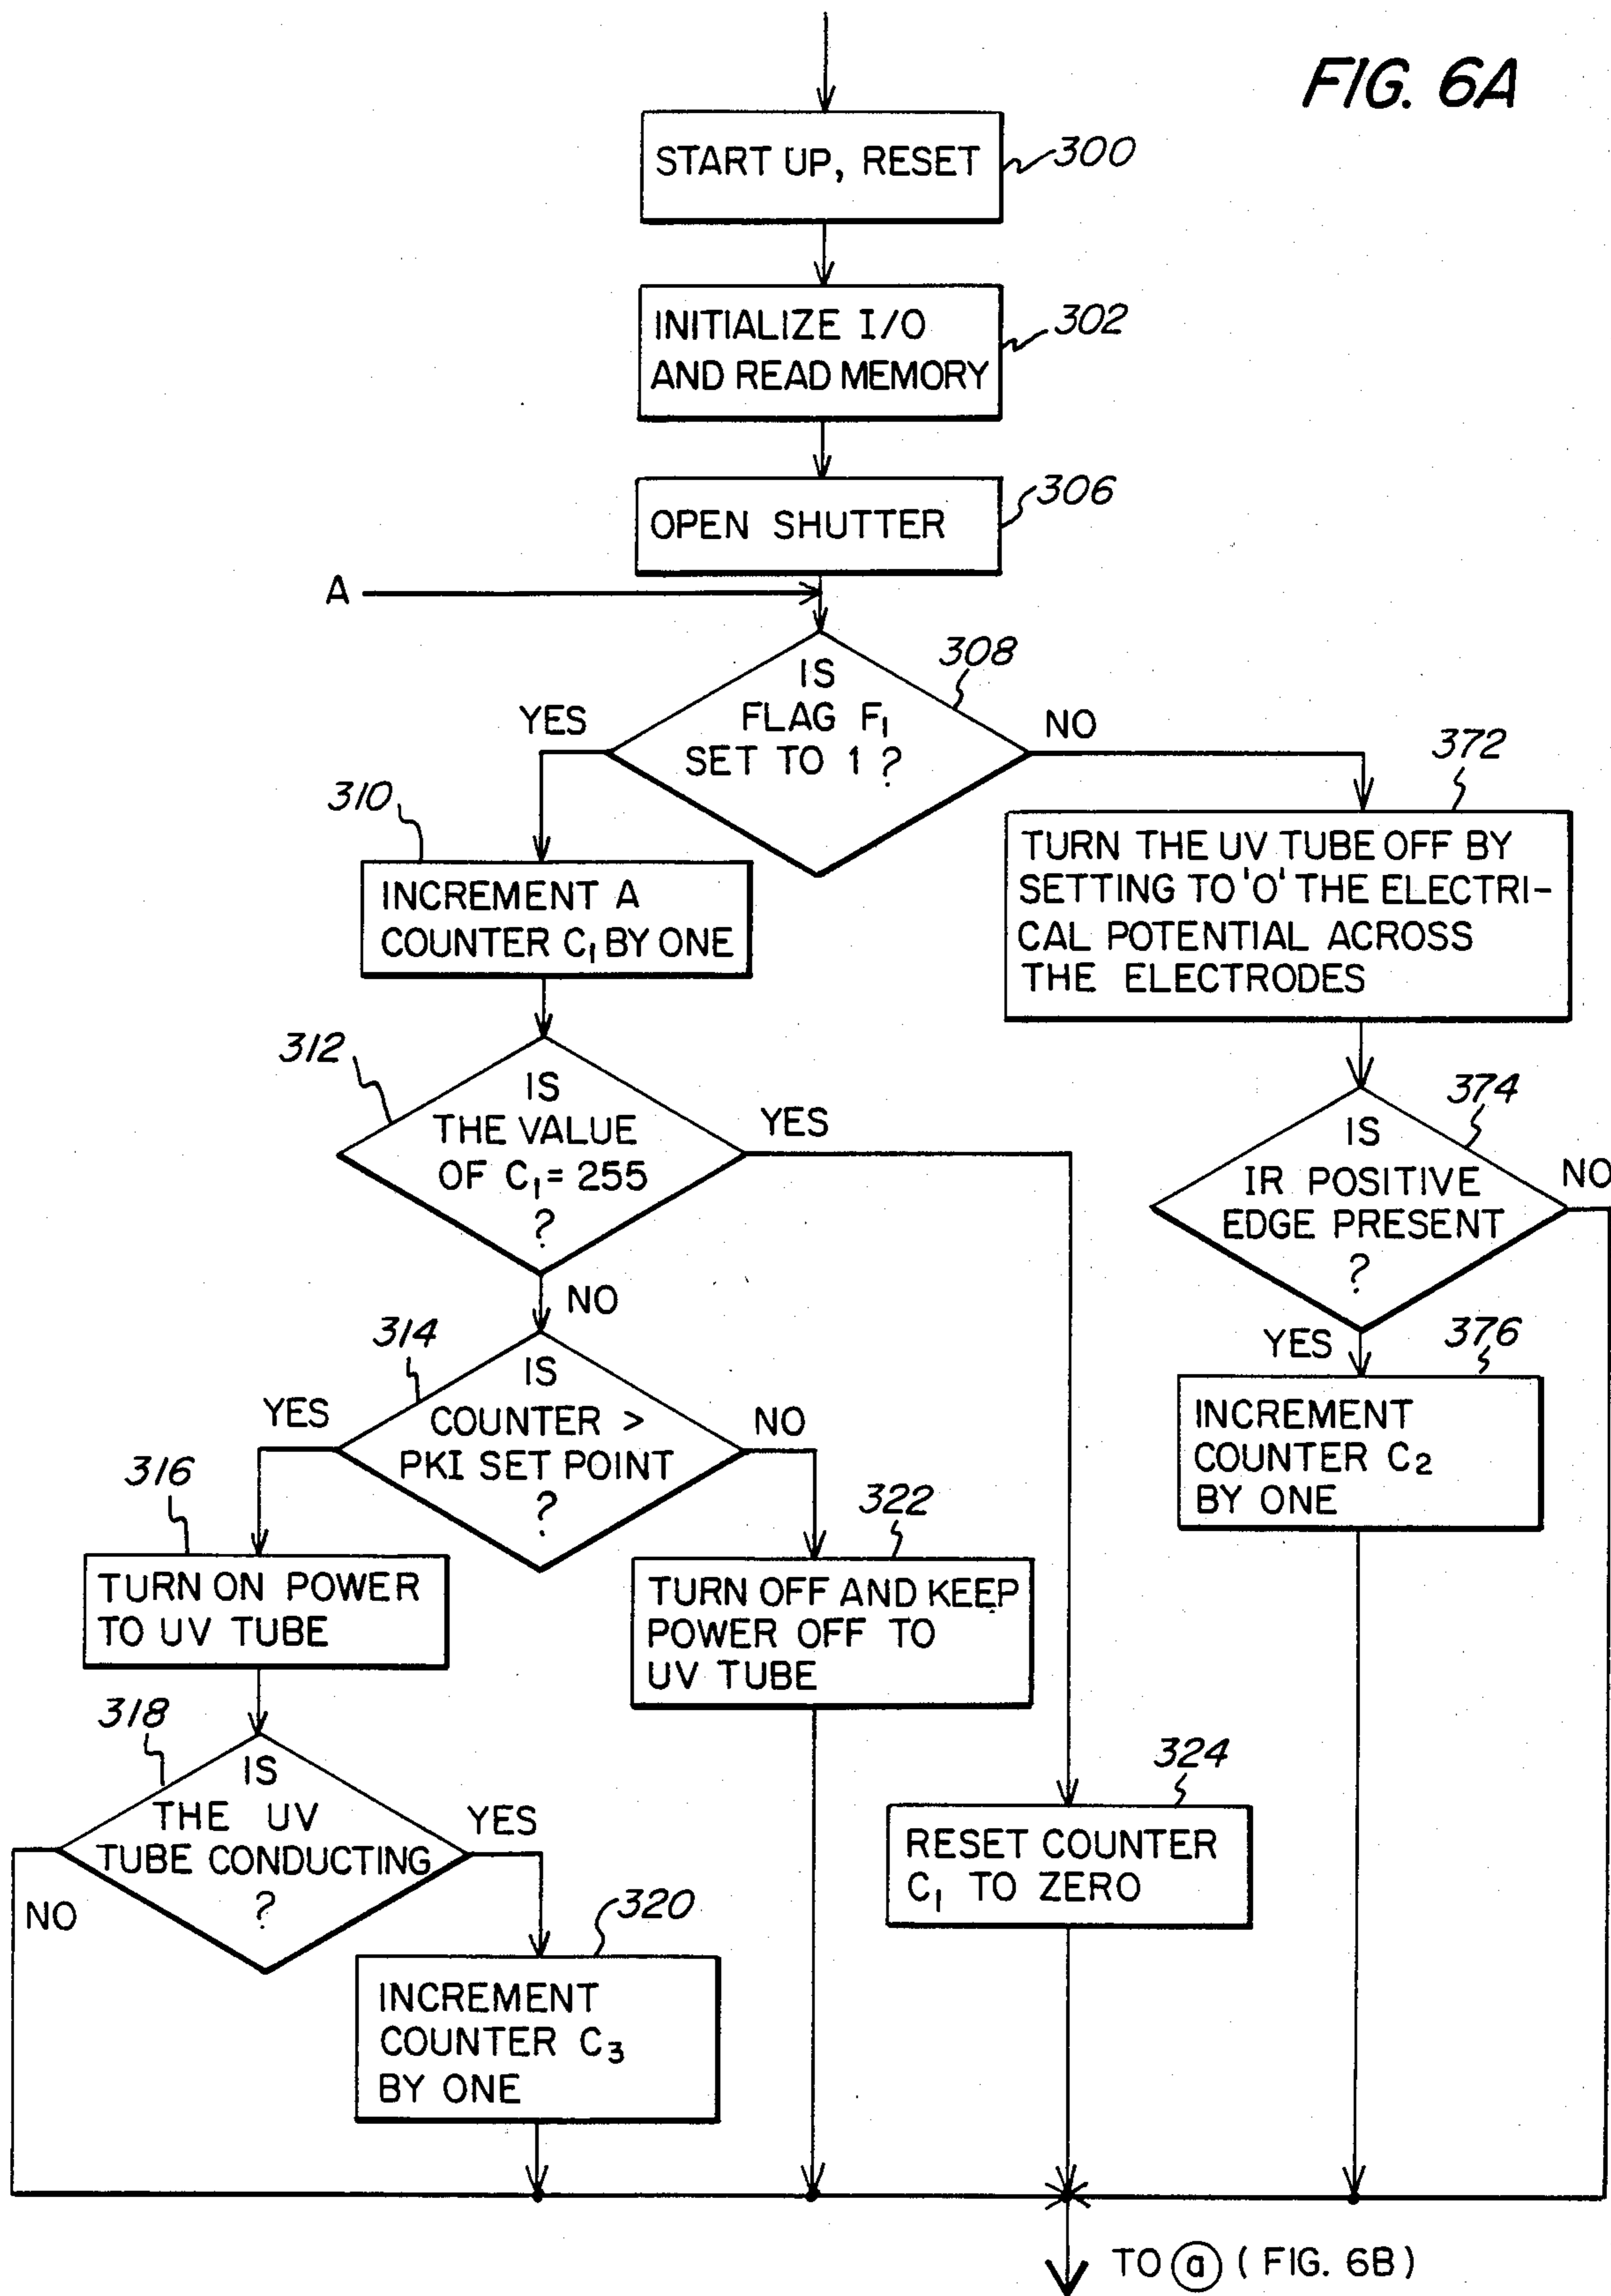 FIG. 6A
START UP, RESET
300
INITIALIZE I/O
AND READ MEMORY
302
OPEN SHUTTER
306
A
IS
FLAG F₁
SET TO 1 ?
308
YES
NO
310
INCREMENT A
COUNTER C₁ BY ONE
372
TURN THE UV TUBE OFF BY
SETTING TO 'O' THE ELECTRI-
CAL POTENTIAL ACROSS
THE ELECTRODES
312
IS
THE VALUE
OF C₁ = 255
?
YES
NO
374
IS
IR POSITIVE
EDGE PRESENT
?
NO
YES
376
INCREMENT
COUNTER C₂
BY ONE
314
IS
COUNTER >
PKI SET POINT
?
YES
NO
316
TURN ON POWER
TO UV TUBE
322
TURN OFF AND KEEP
POWER OFF TO
UV TUBE
318
IS
THE UV
TUBE CONDUCTING
?
YES
NO
320
INCREMENT
COUNTER C₃
BY ONE
324
RESET COUNTER
C₁ TO ZERO
TO a (FIG. 6B)